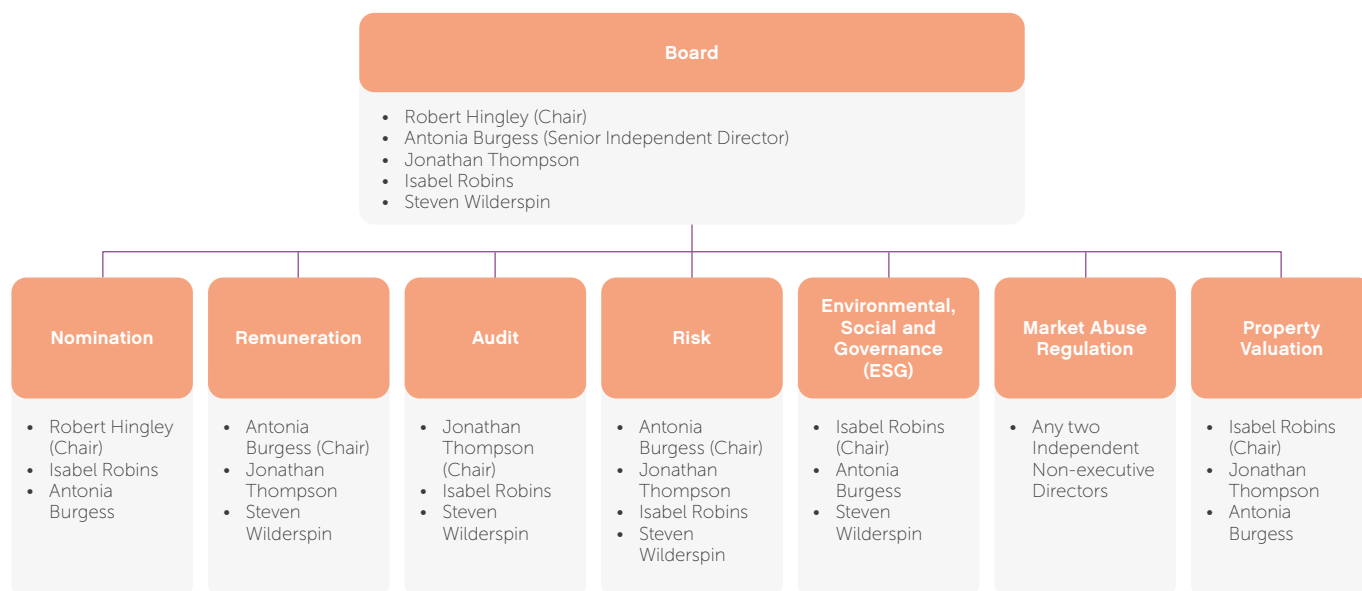 Board
• Robert Hingley (Chair)
• Antonia Burgess (Senior Independent Director)
• Jonathan Thompson
• Isabel Robins
• Steven Wilderspin
Nomination
• Robert Hingley
(Chair)
• Isabel Robins
• Antonia
Burgess
Remuneration
• Antonia
Burgess (Chair)
• Jonathan
Thompson
• Steven
Wilderspin
Audit
• Jonathan
Thompson
(Chair)
• Isabel Robins
• Steven
Wilderspin
Risk
• Antonia
Burgess (Chair)
• Jonathan
Thompson
• Isabel Robins
• Steven
Wilderspin
Environmental,
Social and
Governance
(ESG)
• Isabel Robins
(Chair)
• Antonia
Burgess
• Steven
Wilderspin
Market Abuse
Regulation
• Any two
Independent
Non-executive
Directors
Property
Valuation
• Isabel Robins
(Chair)
• Jonathan
Thompson
• Antonia
Burgess